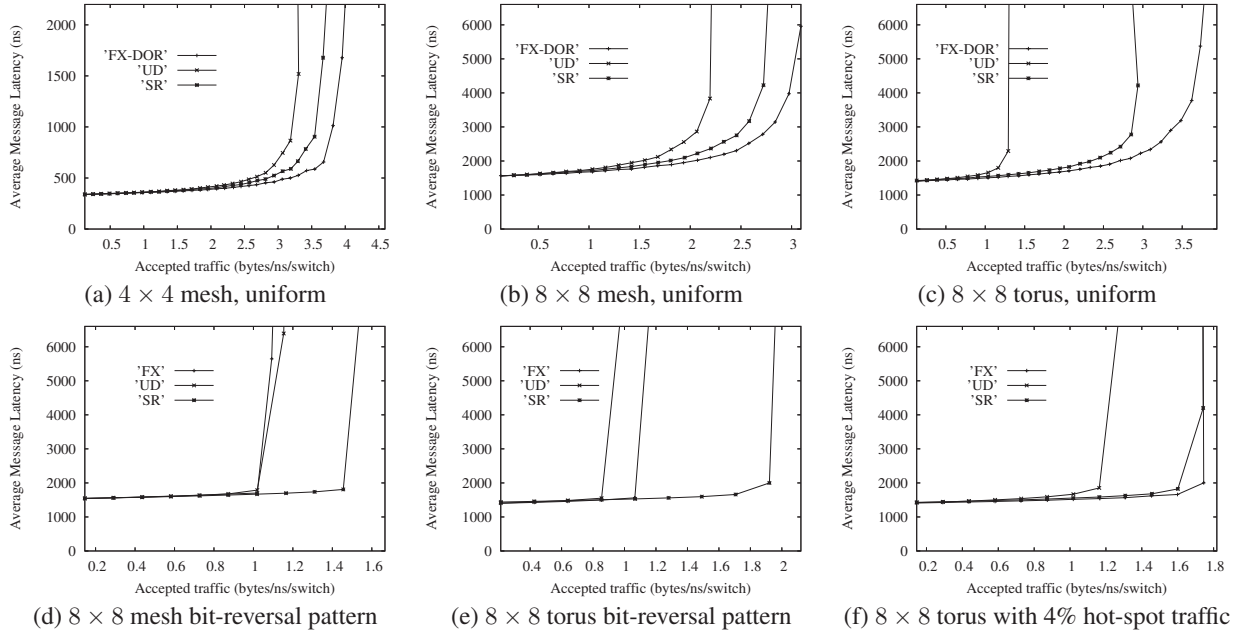 Average Message Latency (ns)
2000
1500
1000
500
0
'FX-DOR'
'UD'
'SR'
0.5 1 1.5 2 2.5 3 3.5 4 4.5
Accepted traffic (bytes/ns/switch)
(a) 4 × 4 mesh, uniform
Average Message Latency (ns)
6000
5000
4000
3000
2000
1000
0
'FX-DOR'
'UD'
'SR'
0.5 1 1.5 2 2.5 3
Accepted traffic (bytes/ns/switch)
(b) 8 × 8 mesh, uniform
Average Message Latency (ns)
6000
5000
4000
3000
2000
1000
0
'FX-DOR'
'UD'
'SR'
0.5 1 1.5 2 2.5 3 3.5
Accepted traffic (bytes/ns/switch)
(c) 8 × 8 torus, uniform
Average Message Latency (ns)
6000
5000
4000
3000
2000
1000
0
'FX'
'UD'
'SR'
0.2 0.4 0.6 0.8 1 1.2 1.4 1.6
Accepted traffic (bytes/ns/switch)
(d) 8 × 8 mesh bit-reversal pattern
Average Message Latency (ns)
6000
5000
4000
3000
2000
1000
0
'FX'
'UD'
'SR'
0.4 0.6 0.8 1 1.2 1.4 1.6 1.8 2
Accepted traffic (bytes/ns/switch)
(e) 8 × 8 torus bit-reversal pattern
Average Message Latency (ns)
6000
5000
4000
3000
2000
1000
0
'FX'
'UD'
'SR'
0.2 0.4 0.6 0.8 1 1.2 1.4 1.6 1.8
Accepted traffic (bytes/ns/switch)
(f) 8 × 8 torus with 4% hot-spot traffic